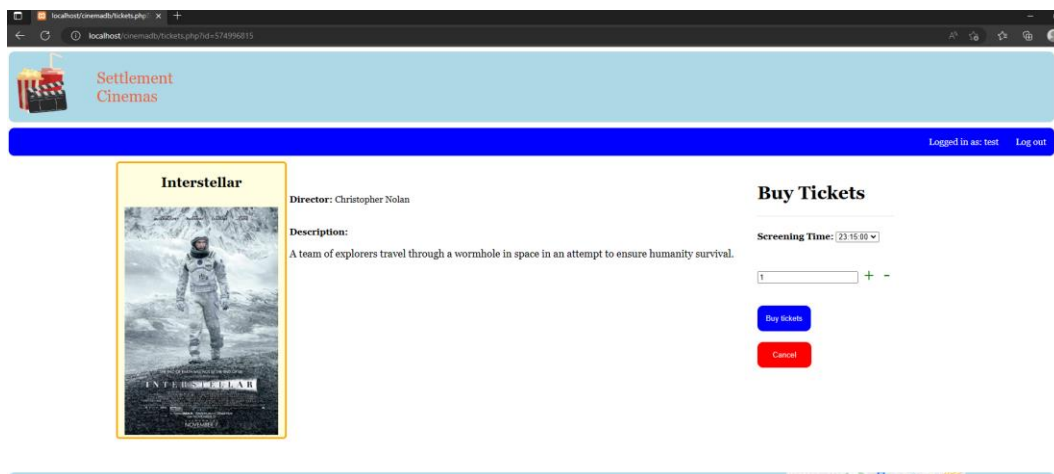 localhost/cinemadb/tickets.php?
localhost/cinemadb/tickets.php?id=574996815
Settlement
Cinemas
Logged in as: test Log out
Interstellar
INTERSTELLAR
NOVEMBER 7
Director: Christopher Nolan
Description:
A team of explorers travel through a wormhole in space in an attempt to ensure humanity survival.
Buy Tickets
Screening Time: 23:15:00
1 + -
Buy tickets
Cancel